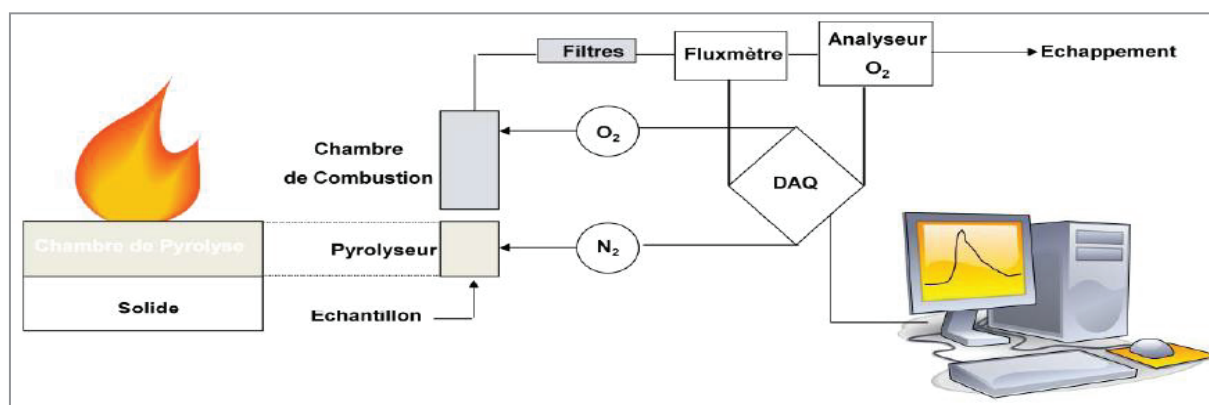 Filtres
Fluxmètre
Analyseur
O₂
Echappement
Chambre
de Combustion
O₂
DAQ
Chambre de Pyrolyse
Pyrolyseur
N₂
Solide
Echantillon